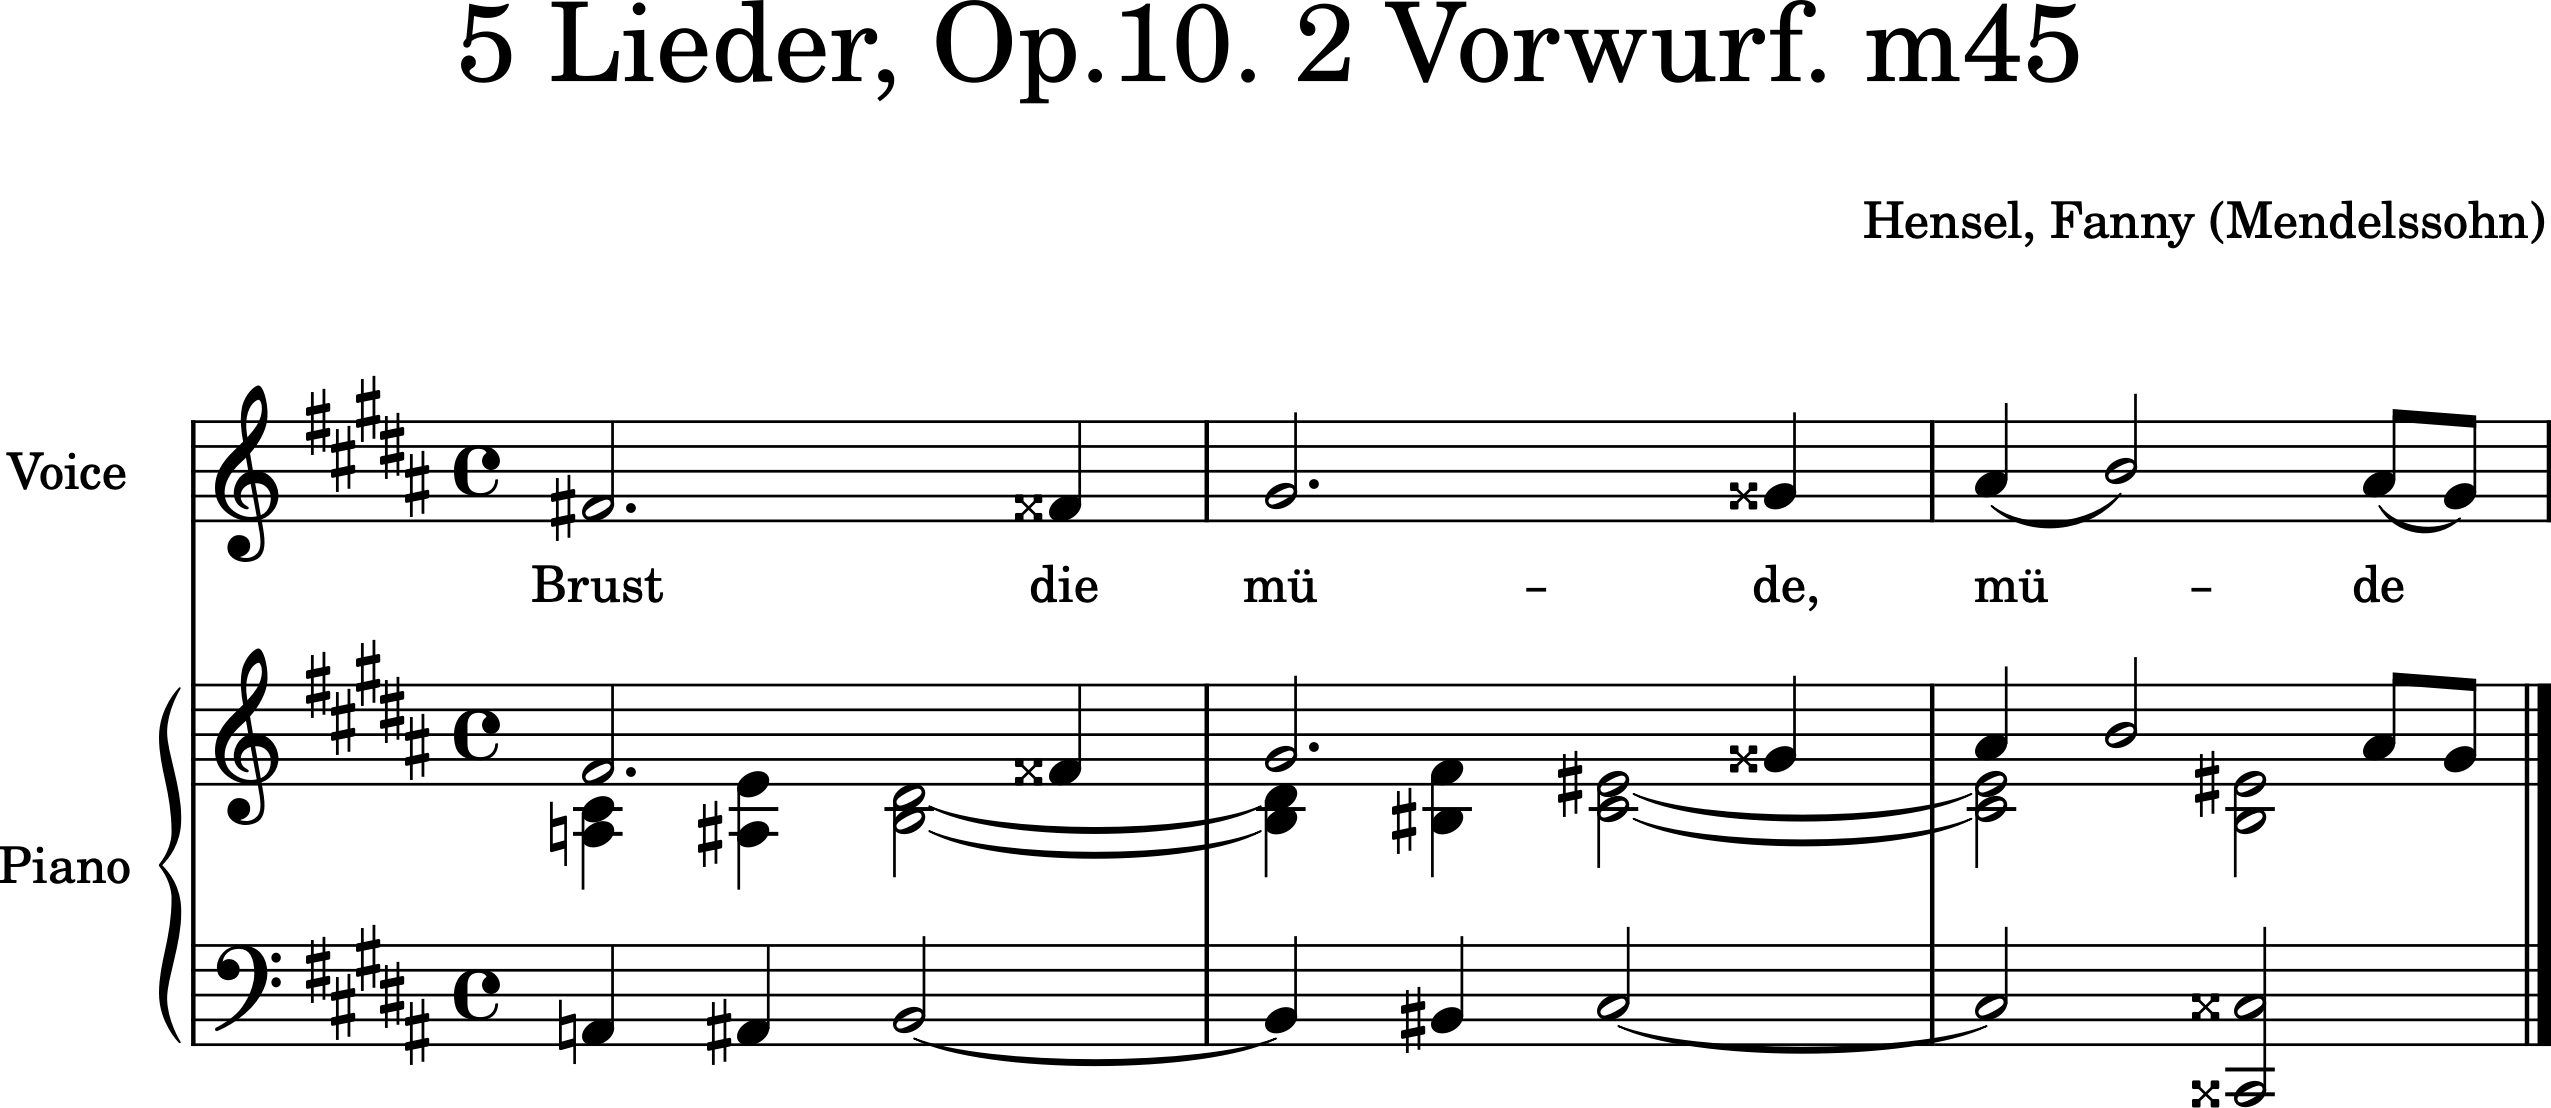 5 Lieder, Op.10. 2 Vorwurf. m45
Hensel, Fanny (Mendelssohn)
Voice
Brust die mü – de, mü – de
Piano